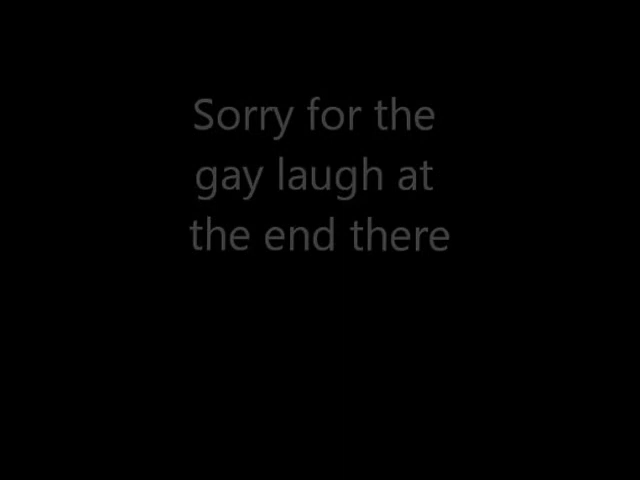 Sorry for the
gay laugh at
the end there